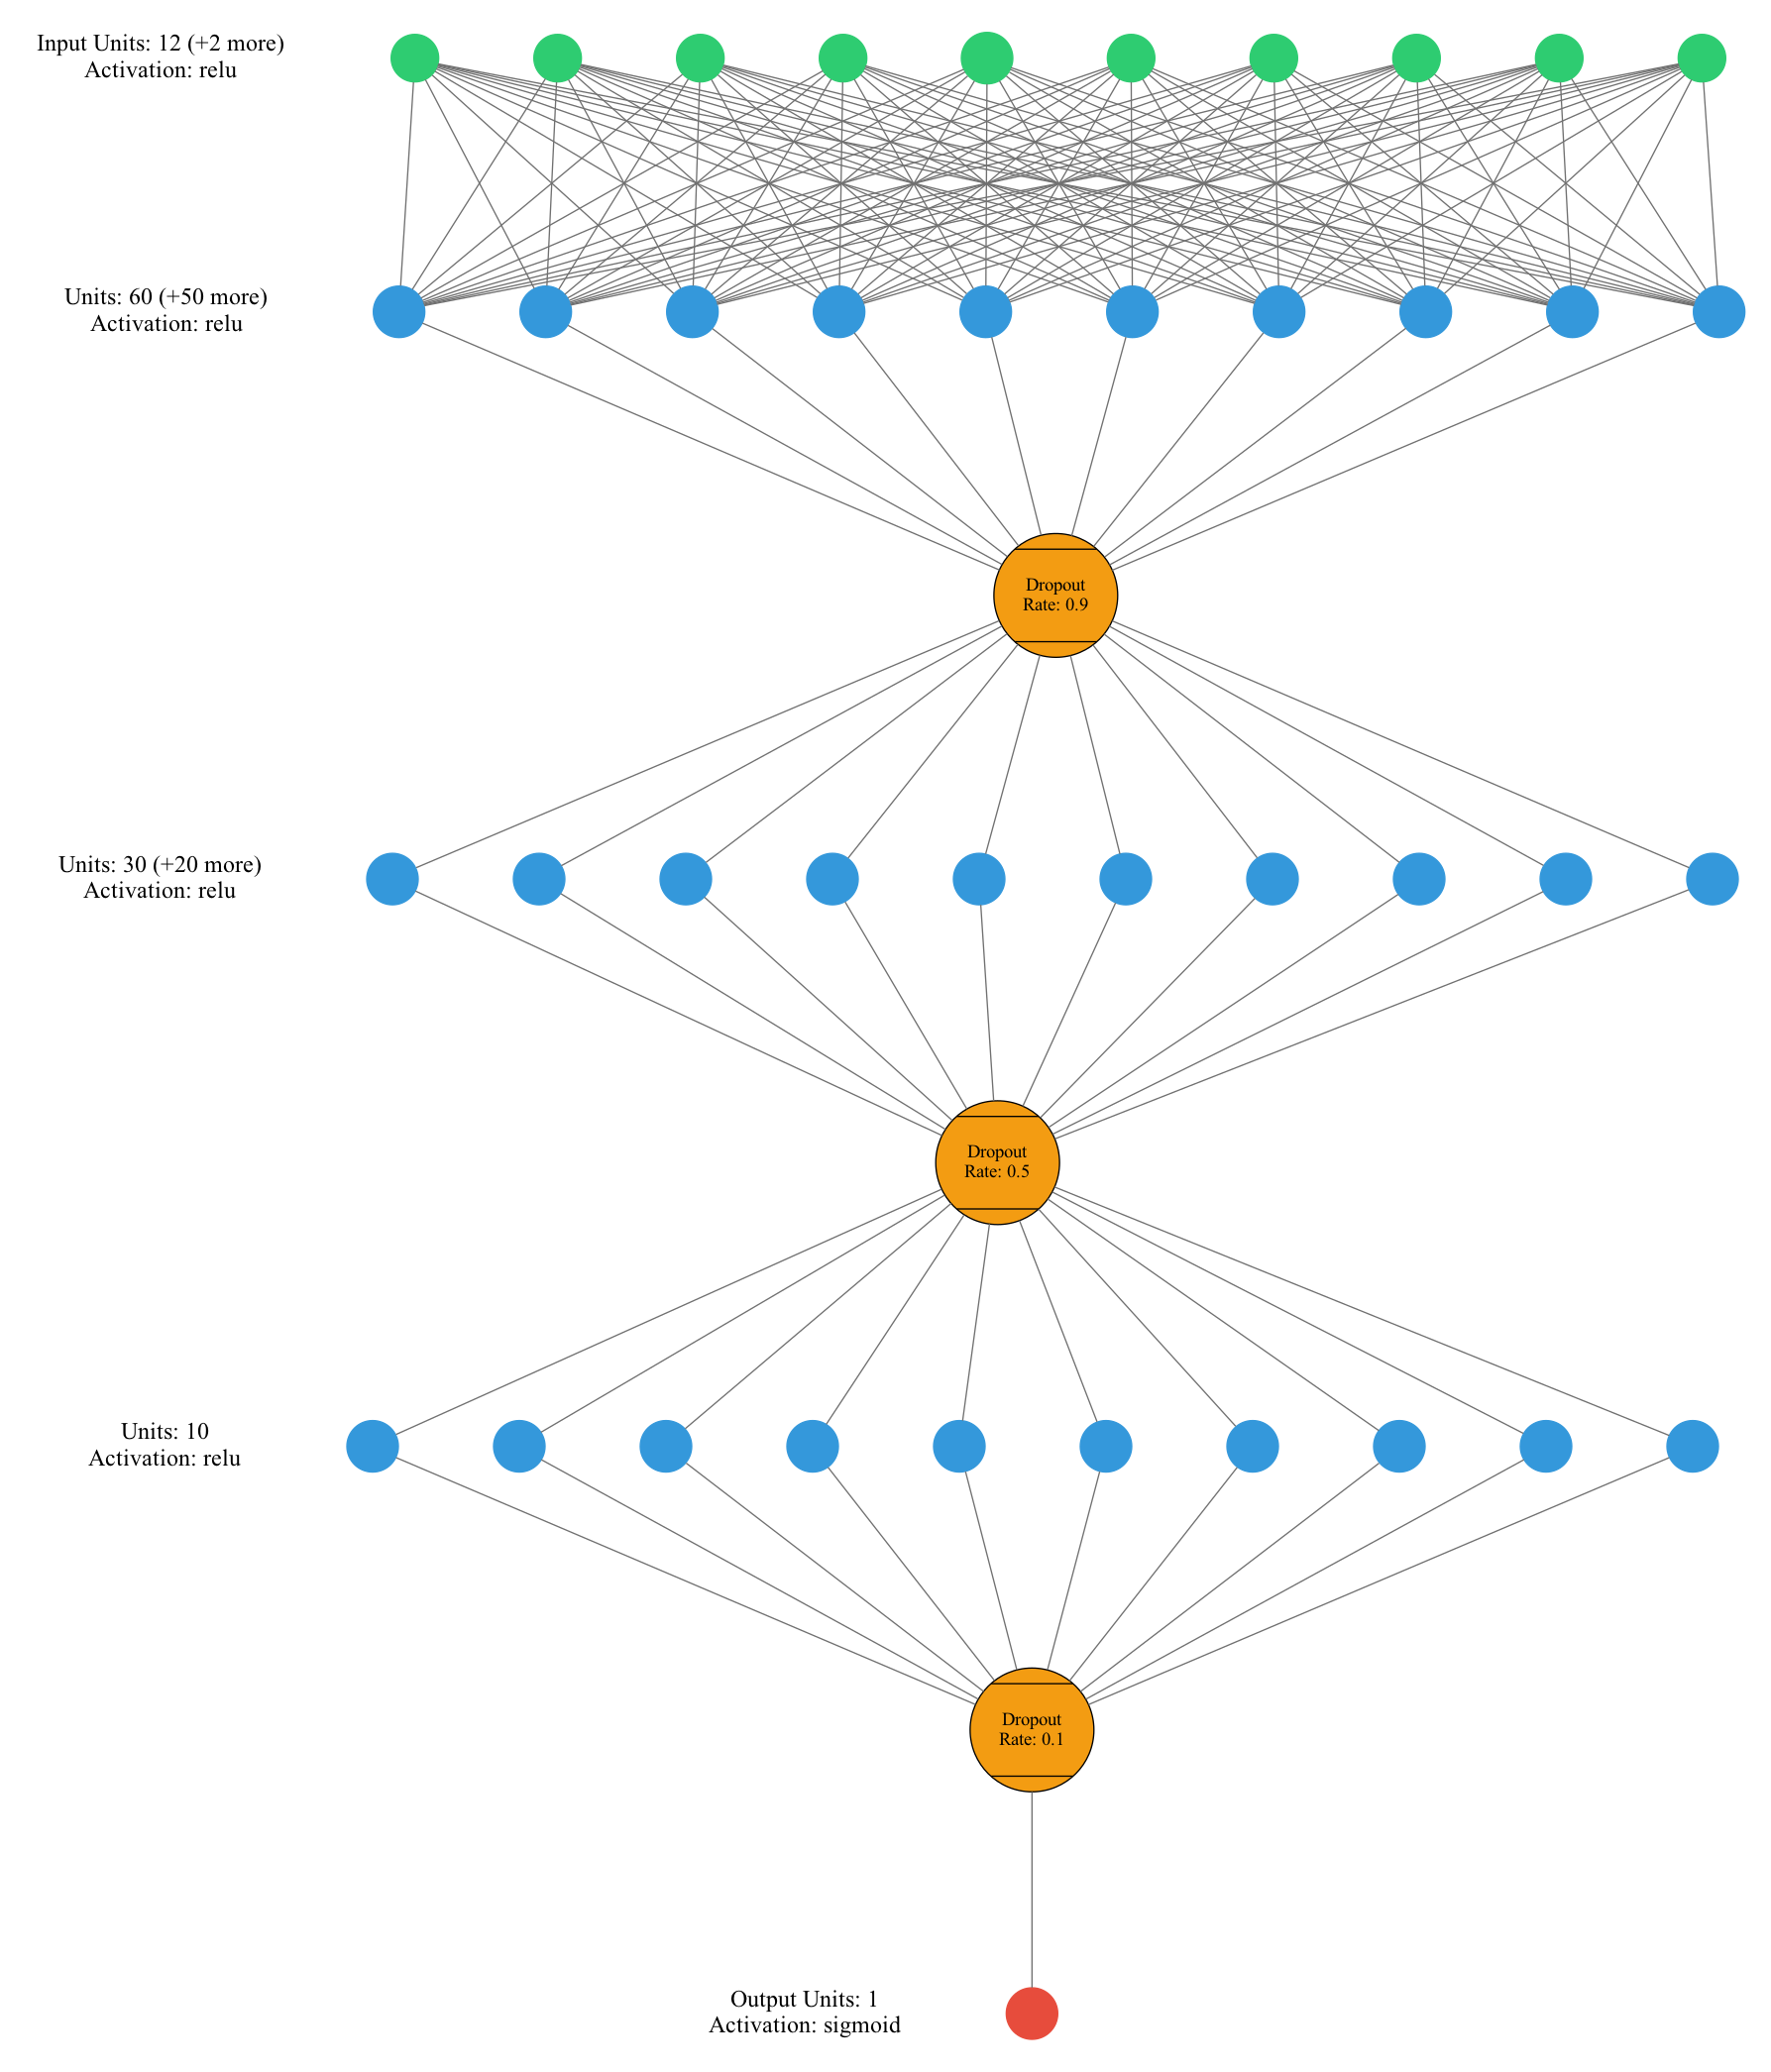 Input Units: 12 (+2 more)
Activation: relu
Units: 60 (+50 more)
Activation: relu
Dropout
Rate: 0.9
Units: 30 (+20 more)
Activation: relu
Dropout
Rate: 0.5
Units: 10
Activation: relu
Dropout
Rate: 0.1
Output Units: 1
Activation: sigmoid